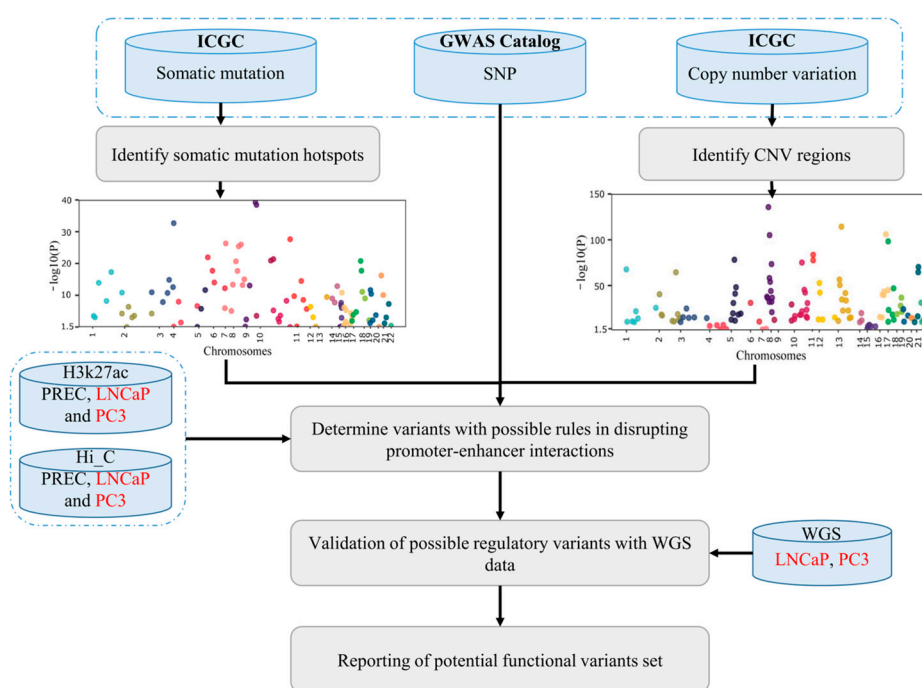 ICGC
Somatic mutation
GWAS Catalog
SNP
ICGC
Copy number variation
Identify somatic mutation hotspots
Identify CNV regions
−log10(P)
40
30
20
10
1.5
1 2 3 4 5 6 7 8 9 10 11 12 13 14 15 16 17 18 19 20 21 22
Chromosomes
−log10(P)
150
100
50
1.5
1 2 3 4 5 6 7 8 9 10 11 12 13 14 15 16 17 18 19 20 21
Chromosomes
H3k27ac
PREC, LNCaP
and PC3
Hi_C
PREC, LNCaP
and PC3
Determine variants with possible rules in disrupting
promoter-enhancer interactions
Validation of possible regulatory variants with WGS
data
WGS
LNCaP, PC3
Reporting of potential functional variants set